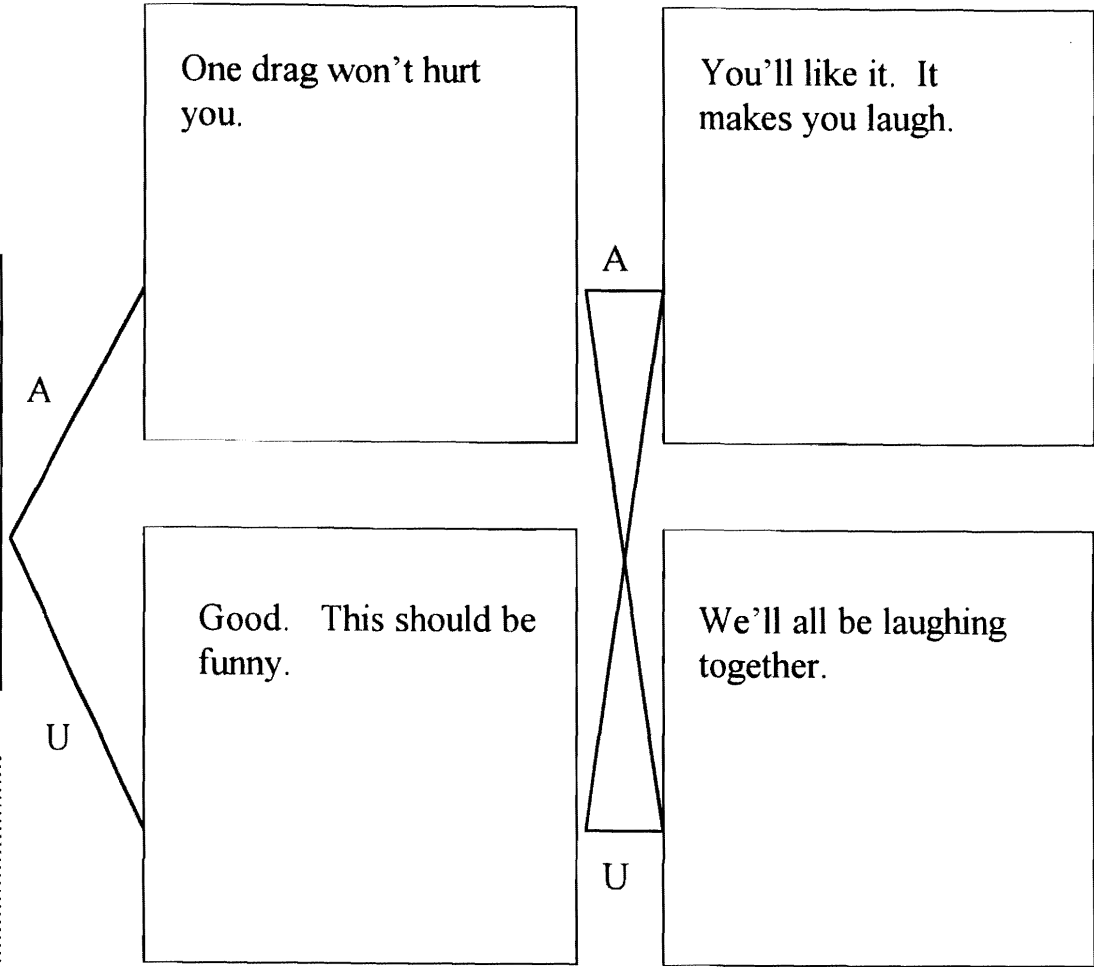 One drag won't hurt
you.
You'll like it.  It
makes you laugh.
A
A
Good.   This should be
funny.
We'll all be laughing
together.
U
U